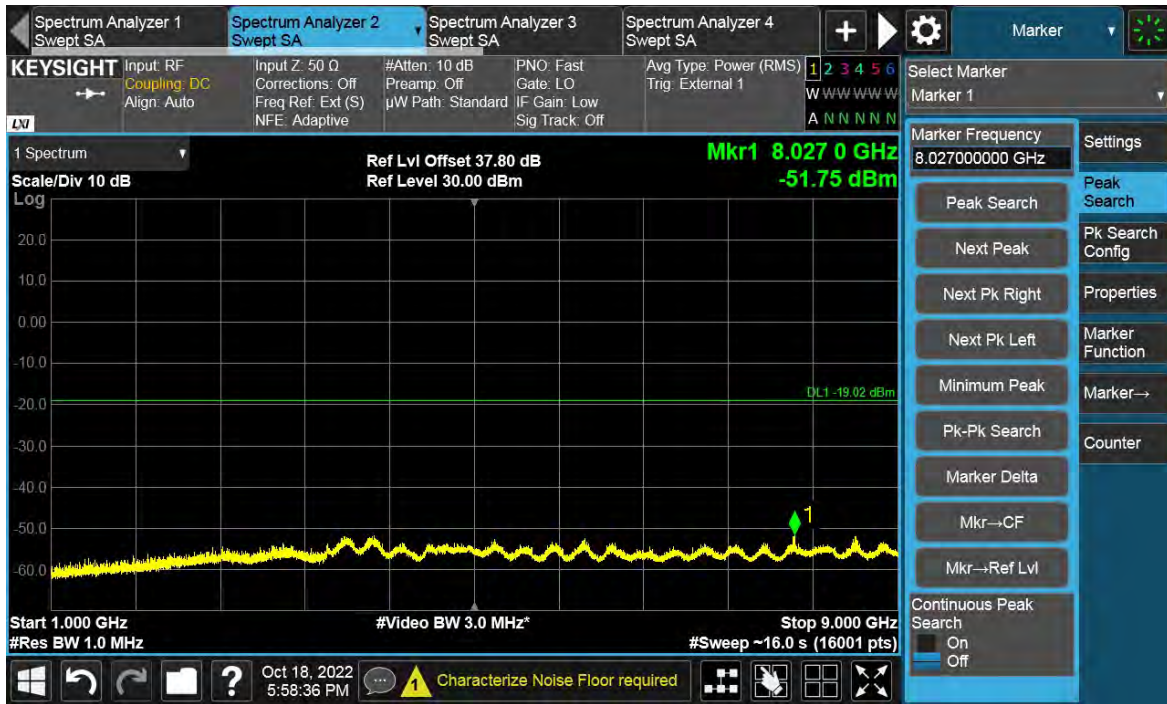 Spectrum Analyzer 1
Swept SA
Spectrum Analyzer 2
Swept SA
Spectrum Analyzer 3
Swept SA
Spectrum Analyzer 4
Swept SA
+
Marker
KEYSIGHT
LXI
Input: RF
Coupling: DC
Align: Auto
Input Z: 50 Ω
Corrections: Off
Freq Ref: Ext (S)
NFE: Adaptive
#Atten: 10 dB
Preamp: Off
µW Path: Standard
PNO: Fast
Gate: LO
IF Gain: Low
Sig Track: Off
Avg Type: Power (RMS)
Trig: External 1
1 2 3 4 5 6
W W W W W W
A N N N N N
Select Marker
Marker 1
1 Spectrum
Scale/Div 10 dB
Log
Ref Lvl Offset 37.80 dB
Ref Level 30.00 dBm
Mkr1 8.027 0 GHz
-51.75 dBm
20.0
10.0
0.00
-10.0
-20.0
-30.0
-40.0
-50.0
-60.0
DL1 -19.02 dBm
1
Start 1.000 GHz
#Res BW 1.0 MHz
#Video BW 3.0 MHz*
Stop 9.000 GHz
#Sweep ~16.0 s (16001 pts)
Marker Frequency
8.027000000 GHz
Peak Search
Next Peak
Next Pk Right
Next Pk Left
Minimum Peak
Pk-Pk Search
Marker Delta
Mkr→CF
Mkr→Ref Lvl
Continuous Peak
Search
On
Off
Settings
Peak
Search
Pk Search
Config
Properties
Marker
Function
Marker→
Counter
?
Oct 18, 2022
5:58:36 PM
1
Characterize Noise Floor required